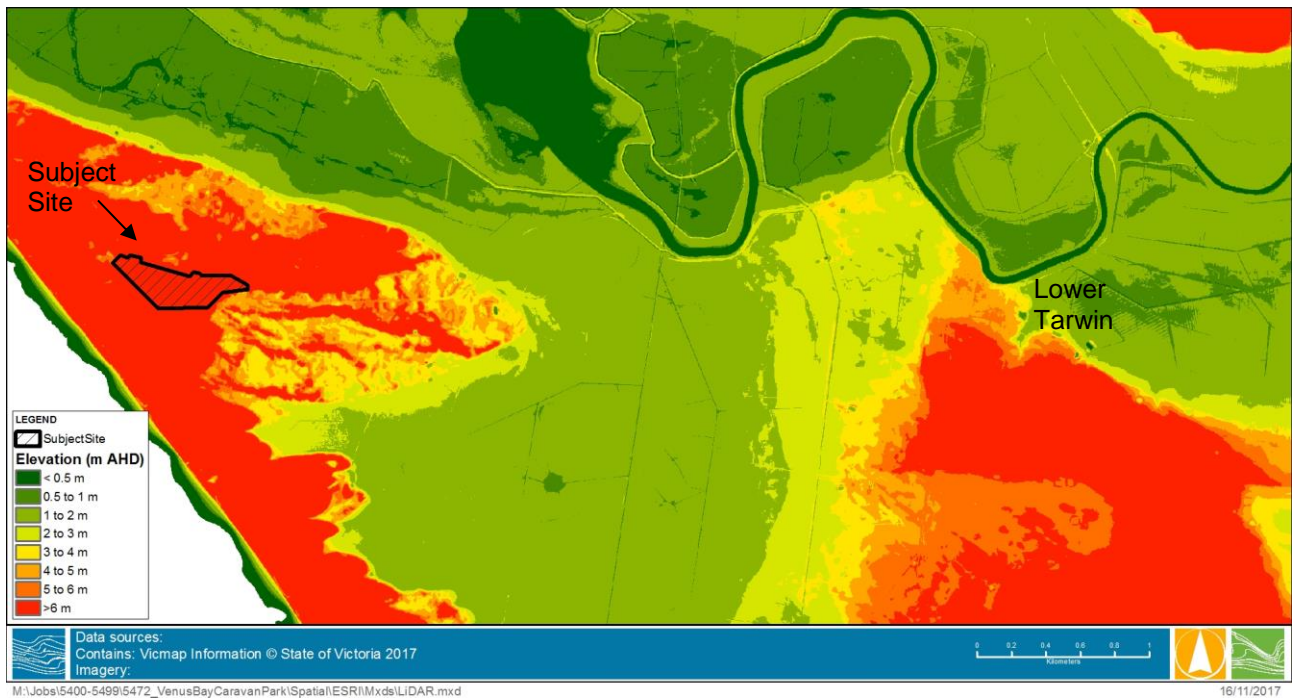 Subject
Site
Lower
Tarwin
LEGEND
SubjectSite
Elevation (m AHD)
< 0.5 m
0.5 to 1 m
1 to 2 m
2 to 3 m
3 to 4 m
4 to 5 m
5 to 6 m
>6 m
Data sources:
Contains: Vicmap Information © State of Victoria 2017
Imagery:
0 0.2 0.4 0.6 0.8 1
Kilometers
M:\Jobs\5400-5499\5472_VenusBayCaravanPark\Spatial\ESRI\Mxds\LiDAR.mxd
16/11/2017